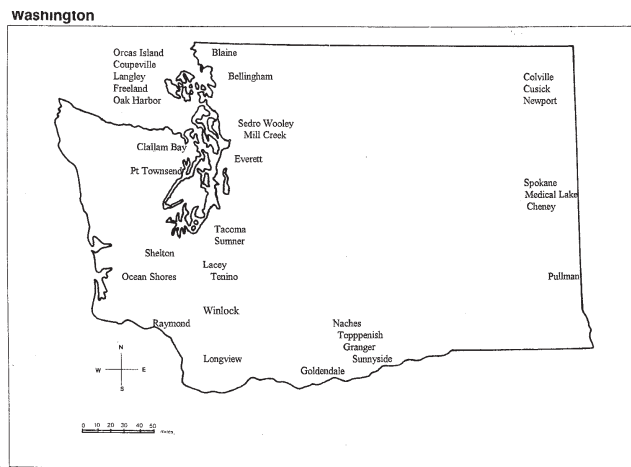 Washington
Orcas Island
Coupeville
Langley
Freeland
Oak Harbor
Blaine
Bellingham
Colville
Cusick
Newport
Sedro Wooley
Mill Creek
Clallam Bay
Everett
Pt Townsend
Spokane
Medical Lake
Cheney
Tacoma
Sumner
Shelton
Lacey
Ocean Shores
Tenino
Pullman
Winlock
Raymond
Naches
Topppenish
Granger
Sunnyside
Longview
Goldendale
N
W E
S
0 10 20 30 40 50
miles